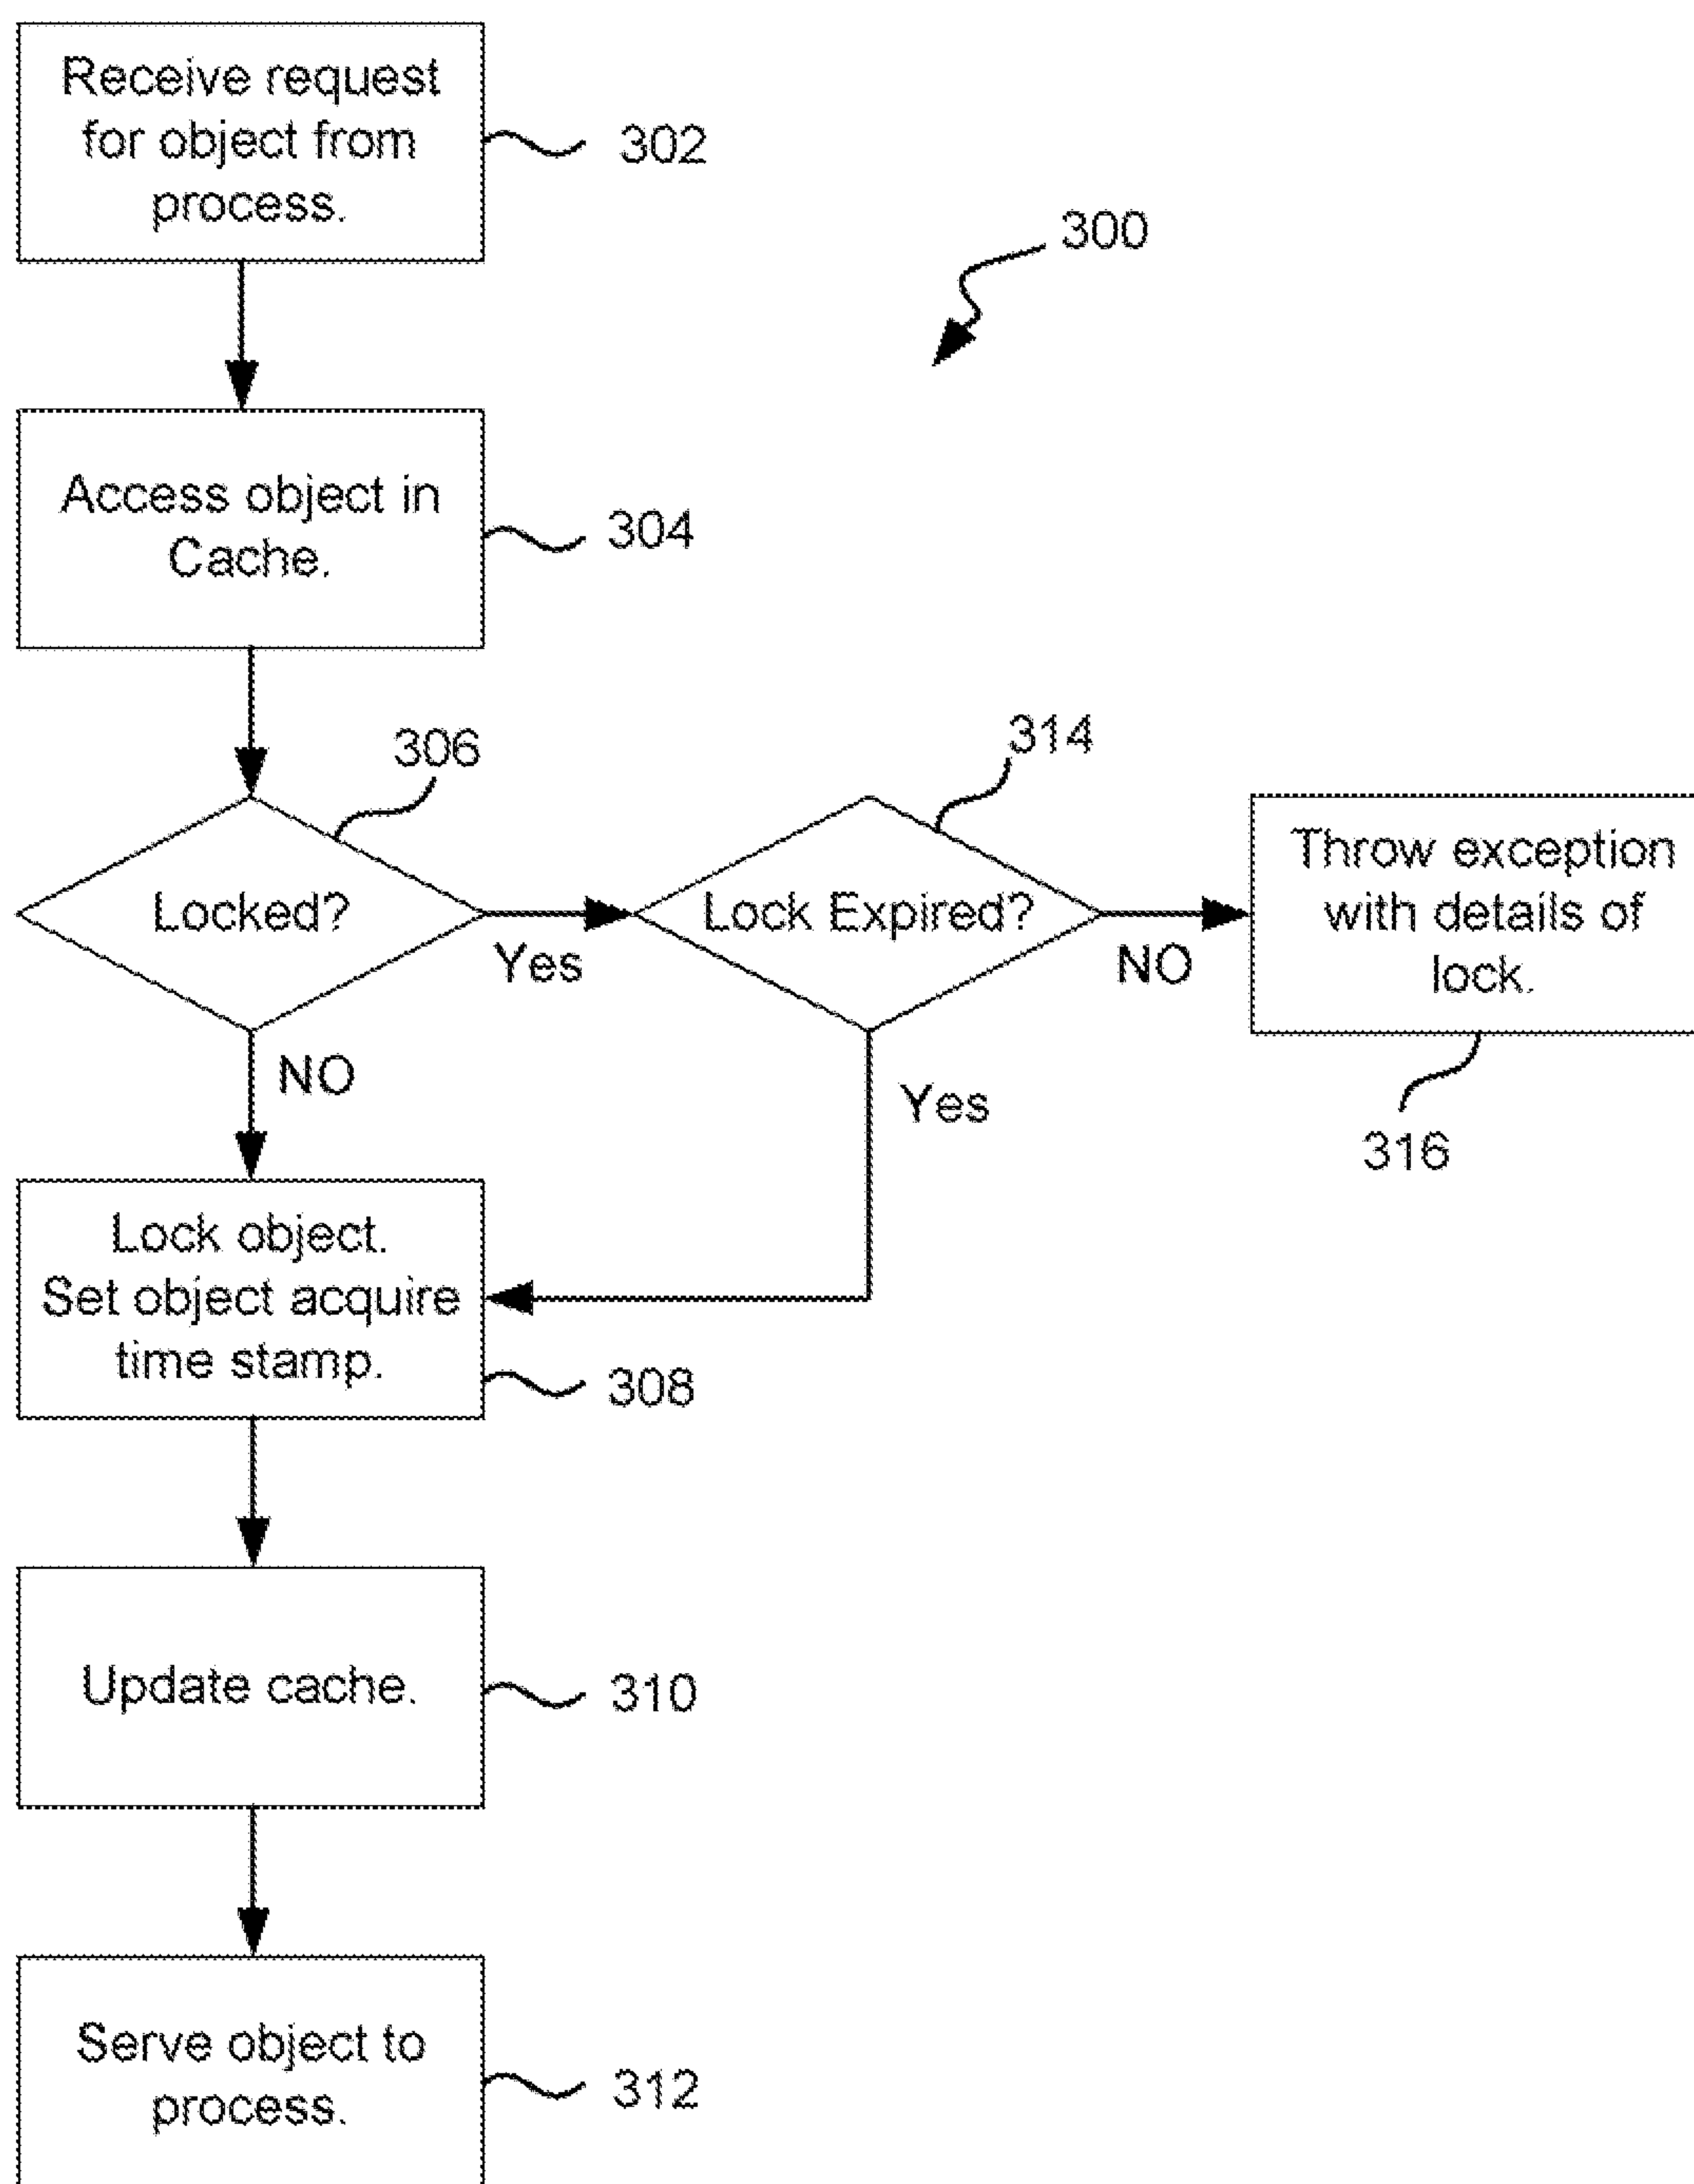 Receive request
for object from
process.
302
300
Access object in
Cache.
304
306
314
Locked?
Yes
Lock Expired?
NO
Throw exception
with details of
lock.
316
NO
Yes
Lock object.
Set object acquire
time stamp.
308
Update cache.
310
Serve object to
process.
312